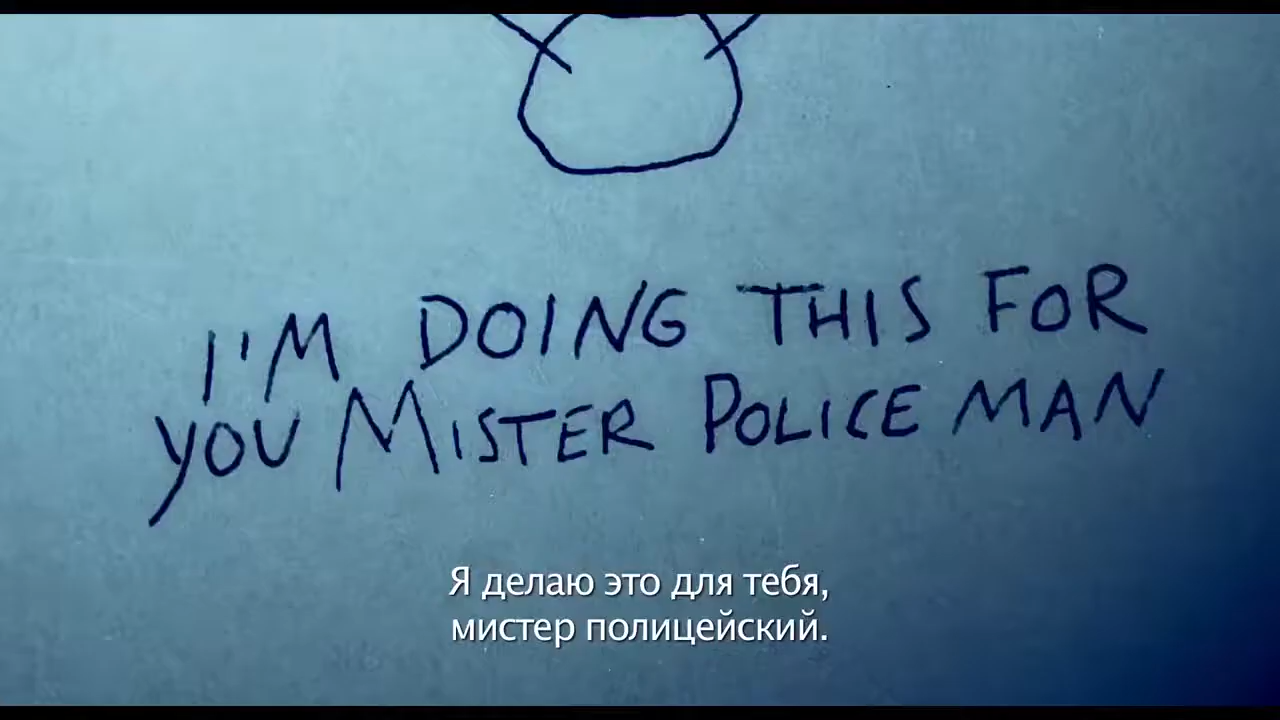 I'M DOING THIS FOR
YOU MISTER POLICE MAN
Я делаю это для тебя,
мистер полицейский.